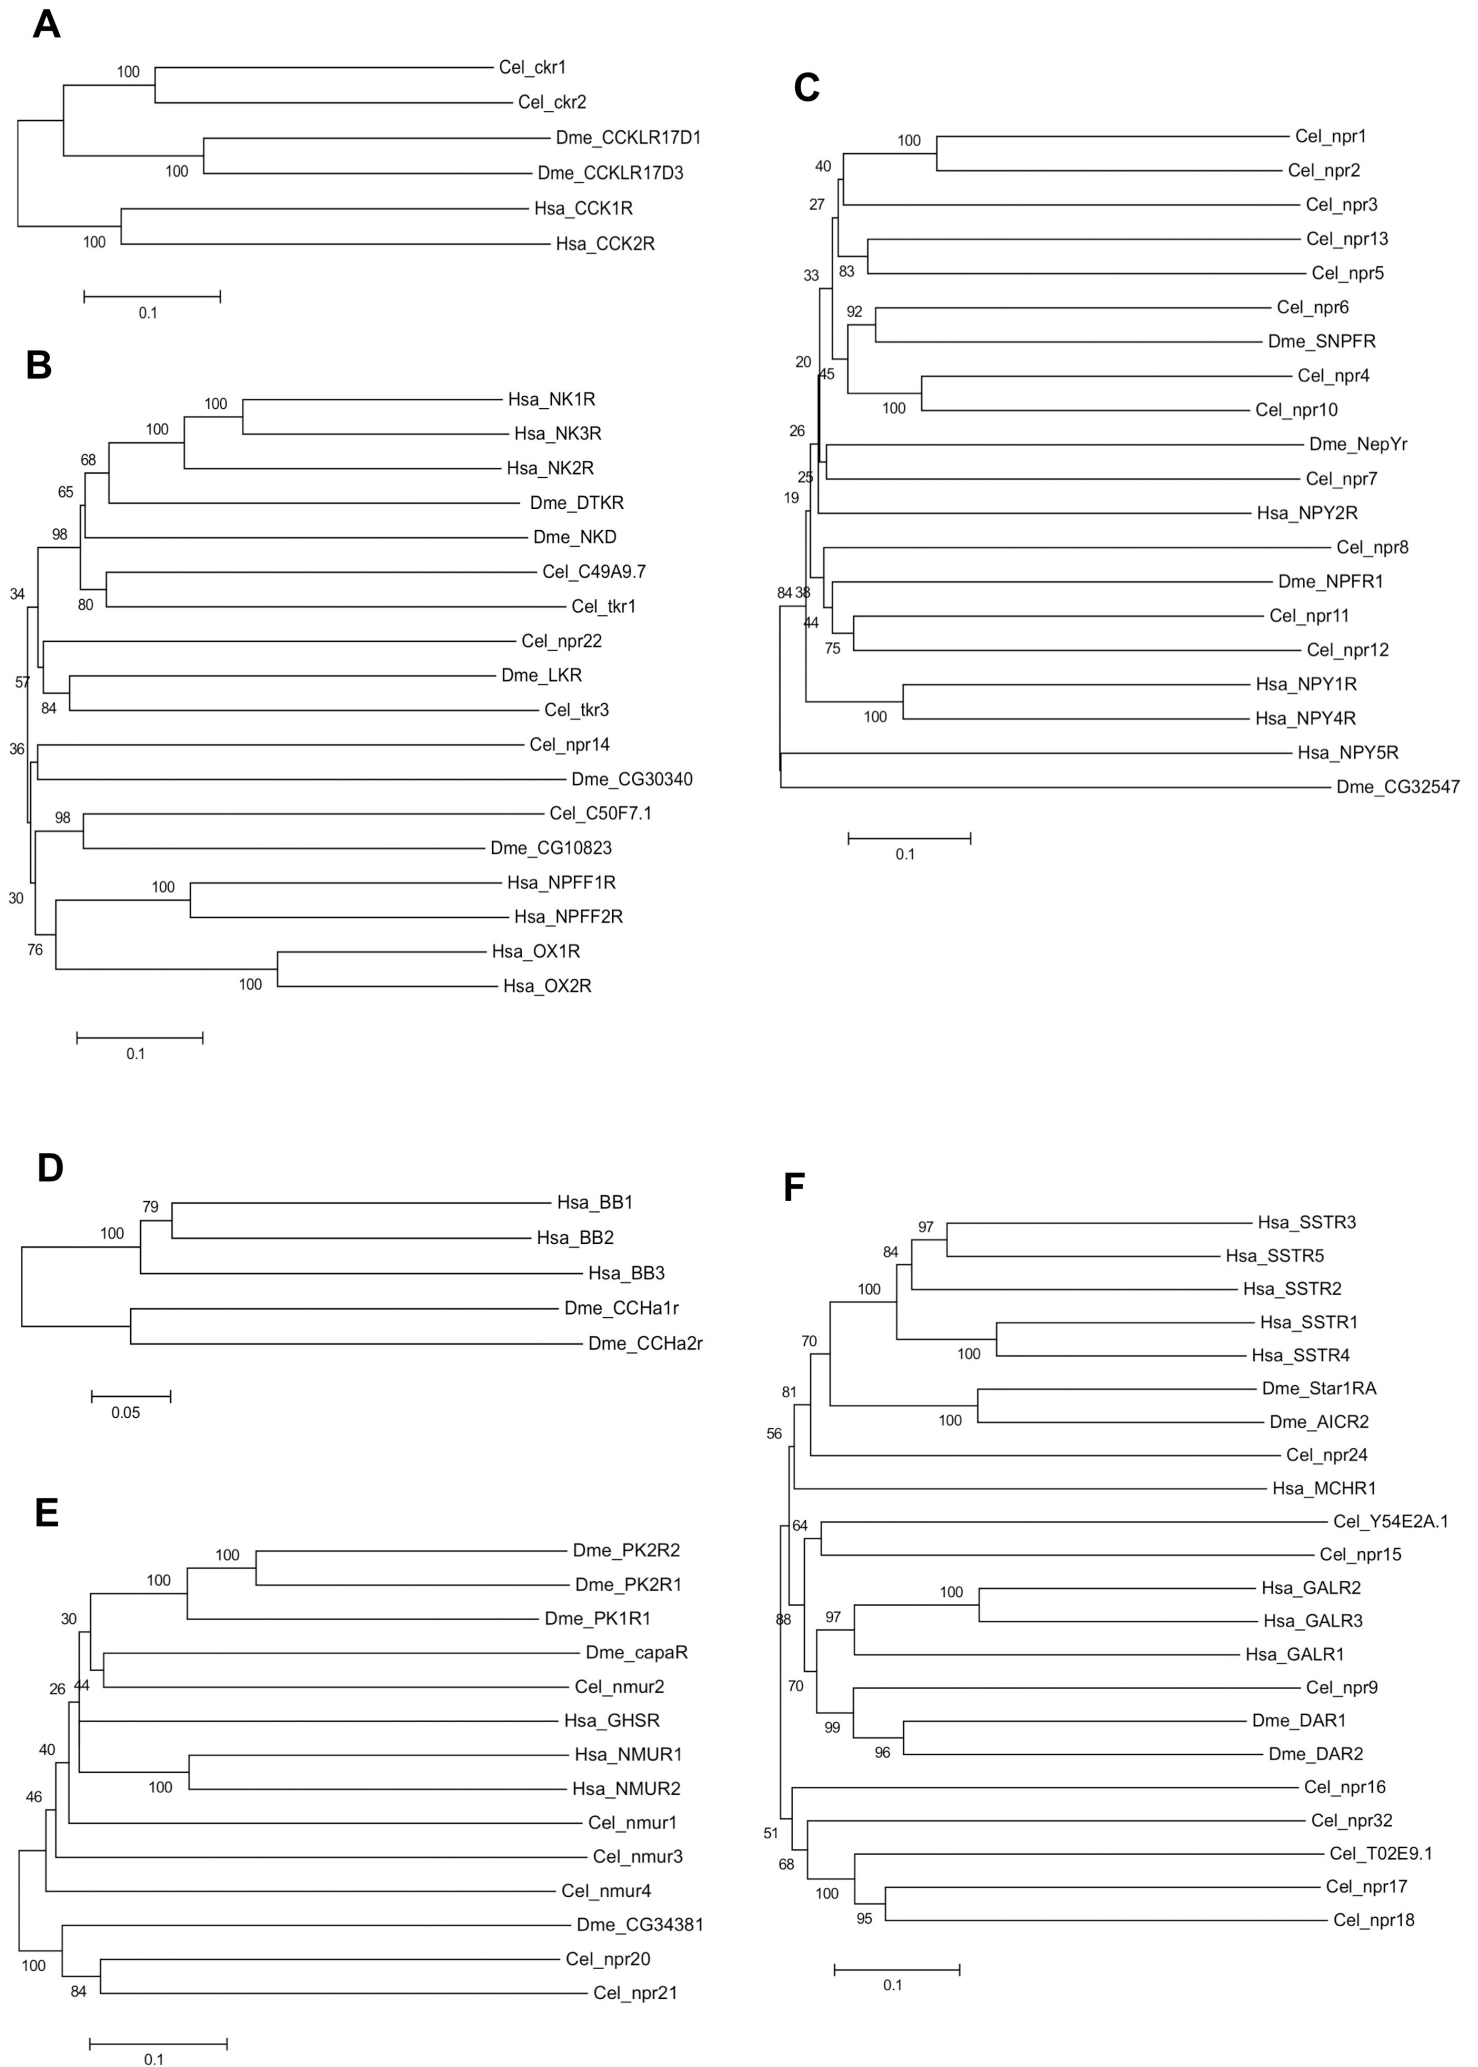 A
100
Cel_ckr1
Cel_ckr2
Dme_CCKLR17D1
100
Dme_CCKLR17D3
Hsa_CCK1R
100
Hsa_CCK2R
0.1
B
100
Hsa_NK1R
100
Hsa_NK3R
68
Hsa_NK2R
65
Dme_DTKR
98
Dme_NKD
Cel_C49A9.7
34
80
Cel_tkr1
Cel_npr22
57
Dme_LKR
84
Cel_tkr3
36
Cel_npr14
Dme_CG30340
98
Cel_C50F7.1
Dme_CG10823
100
Hsa_NPFF1R
30
Hsa_NPFF2R
76
Hsa_OX1R
100
Hsa_OX2R
0.1
C
100
Cel_npr1
40
Cel_npr2
27
Cel_npr3
Cel_npr13
33
83
Cel_npr5
92
Cel_npr6
Dme_SNPFR
20
45
Cel_npr4
100
Cel_npr10
26
Dme_NepYr
25
Cel_npr7
19
Hsa_NPY2R
Cel_npr8
84
38
Dme_NPFR1
44
Cel_npr11
75
Cel_npr12
Hsa_NPY1R
100
Hsa_NPY4R
Hsa_NPY5R
Dme_CG32547
0.1
D
79
Hsa_BB1
100
Hsa_BB2
Hsa_BB3
Dme_CCHa1r
Dme_CCHa2r
0.05
E
100
Dme_PK2R2
100
Dme_PK2R1
30
Dme_PK1R1
Dme_capaR
26
44
Cel_nmur2
Hsa_GHSR
40
Hsa_NMUR1
100
Hsa_NMUR2
46
Cel_nmur1
Cel_nmur3
Cel_nmur4
Dme_CG34381
100
Cel_npr20
84
Cel_npr21
0.1
F
97
Hsa_SSTR3
84
Hsa_SSTR5
100
Hsa_SSTR2
Hsa_SSTR1
70
100
Hsa_SSTR4
81
Dme_Star1RA
100
Dme_AICR2
56
Cel_npr24
Hsa_MCHR1
64
Cel_Y54E2A.1
Cel_npr15
100
Hsa_GALR2
88
97
Hsa_GALR3
Hsa_GALR1
70
Cel_npr9
99
Dme_DAR1
96
Dme_DAR2
Cel_npr16
51
Cel_npr32
68
Cel_T02E9.1
100
Cel_npr17
95
Cel_npr18
0.1